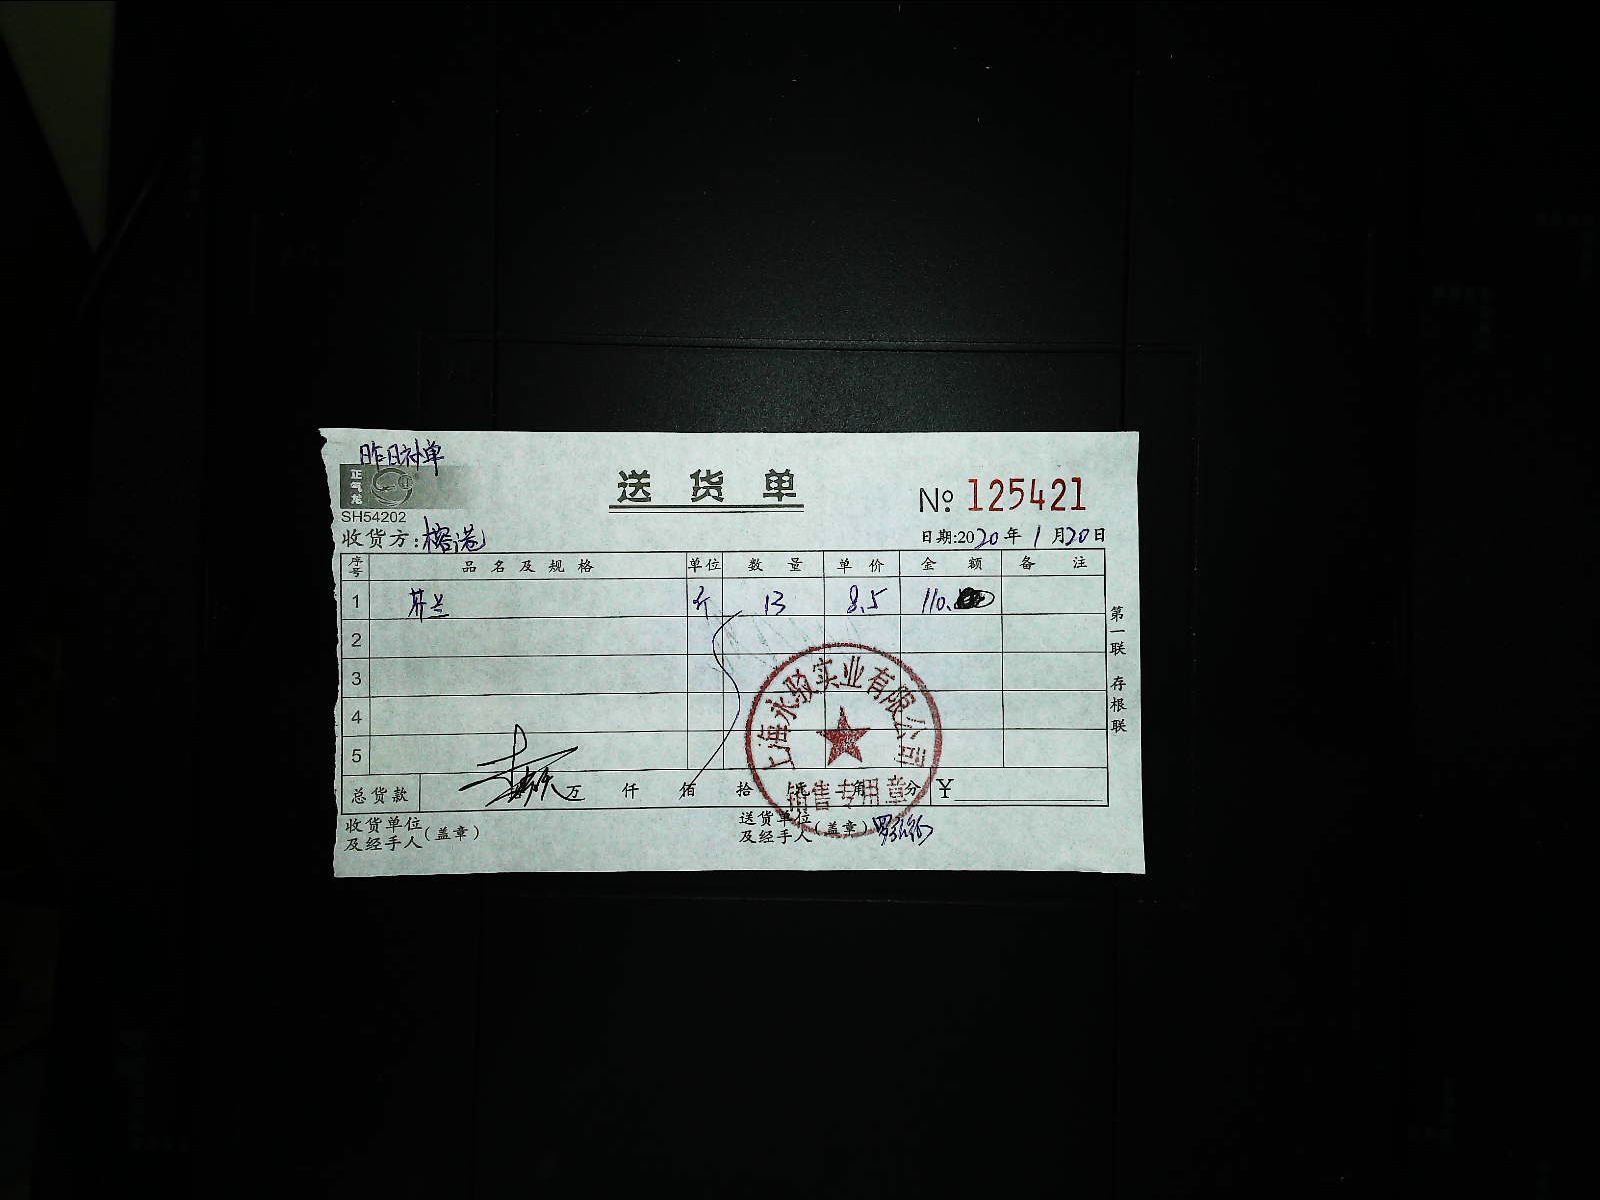 昨日补单
正气龙
送货单
№ 125421
SH54202
收货方:榕港
日期:2020年1月20日
序号 品名及规格 单位 数量 单价 金额 备注
1 芥兰 斤 13 8.5 110.
2
3
4
5
第一联 存根联
上海永驳实业有限公司
销售专用章
总货款 万 仟 佰 拾 元 角 分 ¥
收货单位及经手人(盖章)
送货单位及经手人(盖章)